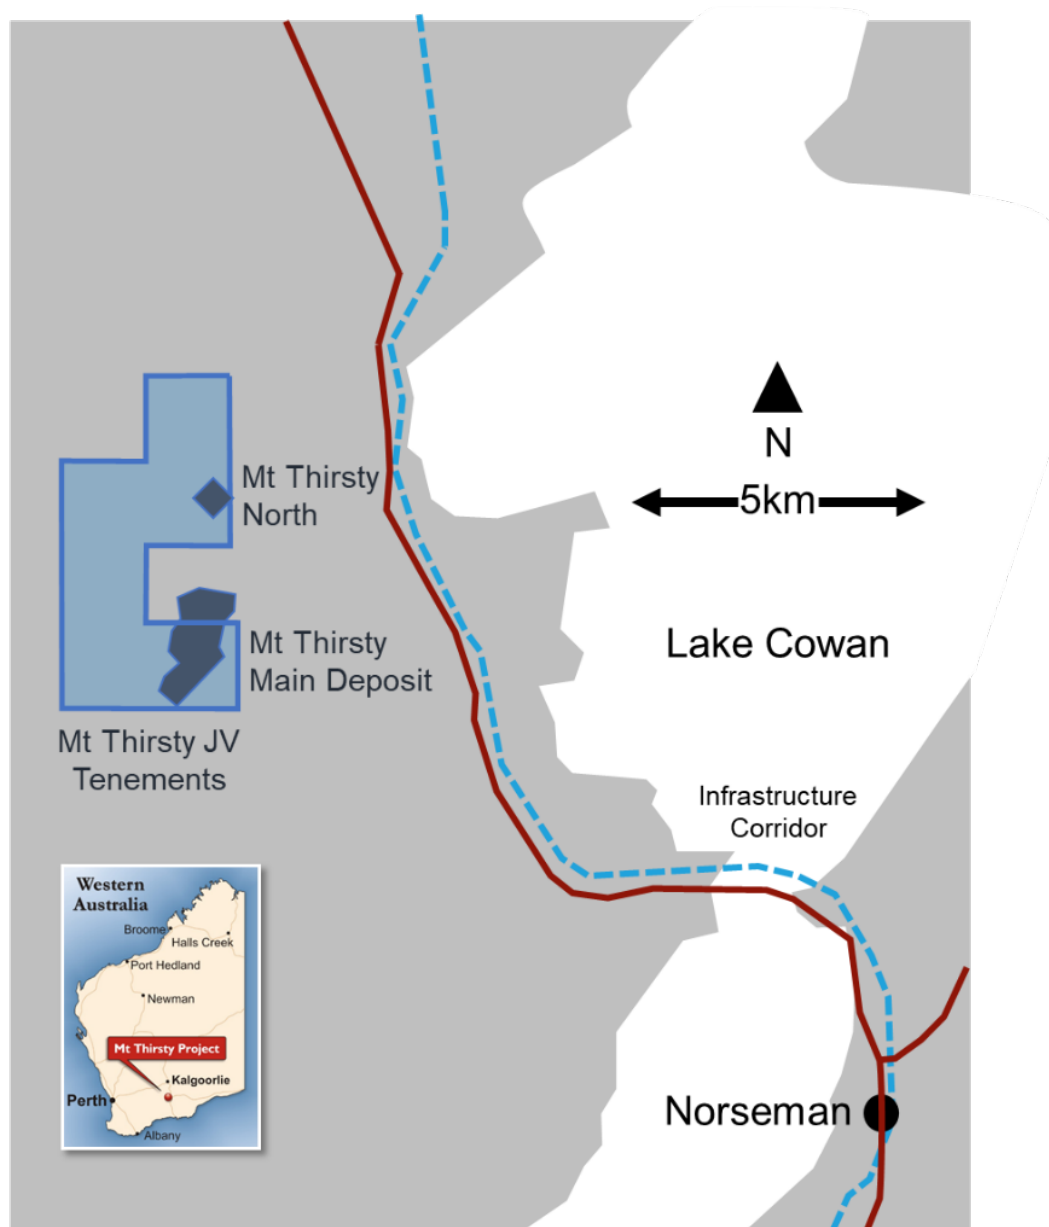 Mt Thirsty
North
N
5km
Lake Cowan
Mt Thirsty
Main Deposit
Mt Thirsty JV
Tenements
Infrastructure
Corridor
Western
Australia
Broome
Halls Creek
Port Hedland
Newman
Mt Thirsty Project
Kalgoorlie
Perth
Albany
Norseman